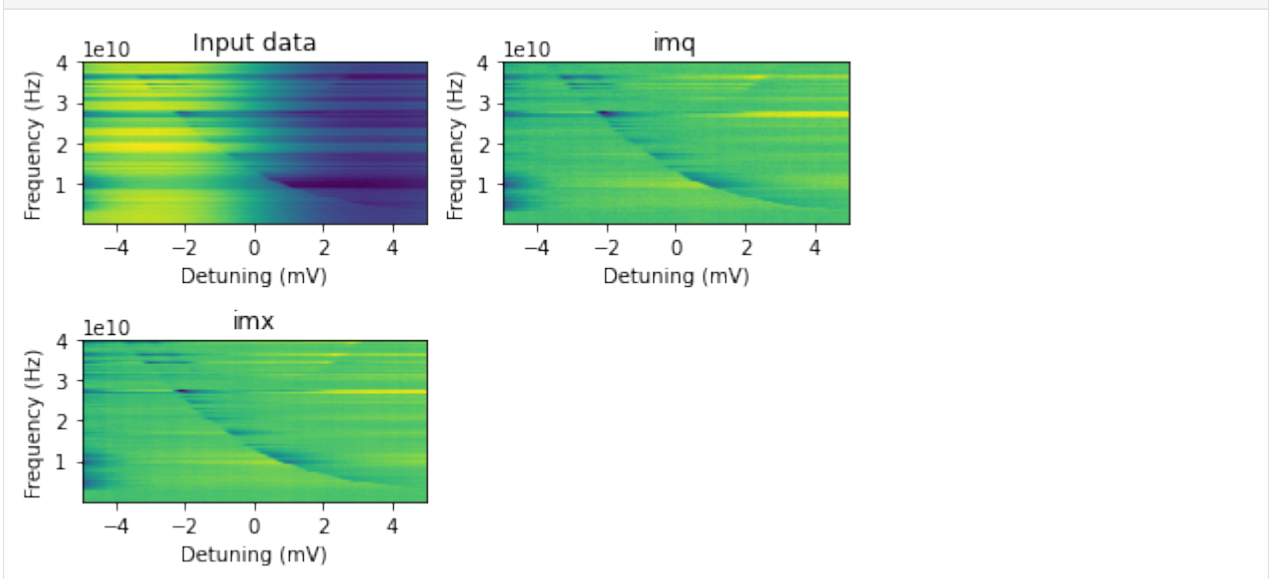 Input data
1e10
4
3
2
1
Frequency (Hz)
−4 −2 0 2 4
Detuning (mV)
imq
1e10
4
3
2
1
Frequency (Hz)
−4 −2 0 2 4
Detuning (mV)
imx
1e10
4
3
2
1
Frequency (Hz)
−4 −2 0 2 4
Detuning (mV)